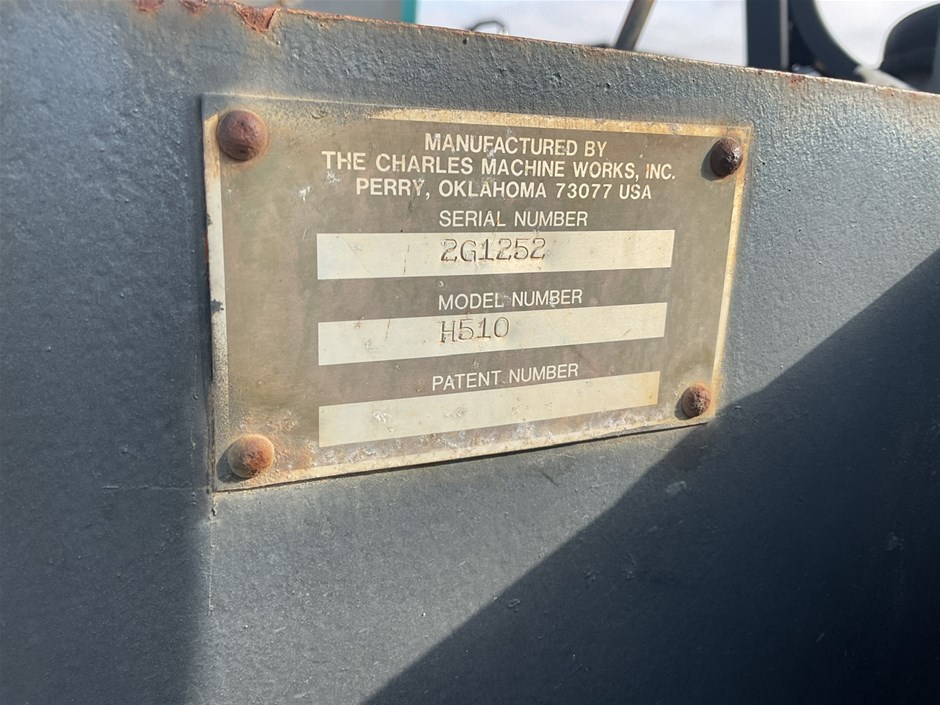 MANUFACTURED BY
THE CHARLES MACHINE WORKS, INC.
PERRY, OKLAHOMA 73077 USA
SERIAL NUMBER
2G1252
MODEL NUMBER
H510
PATENT NUMBER